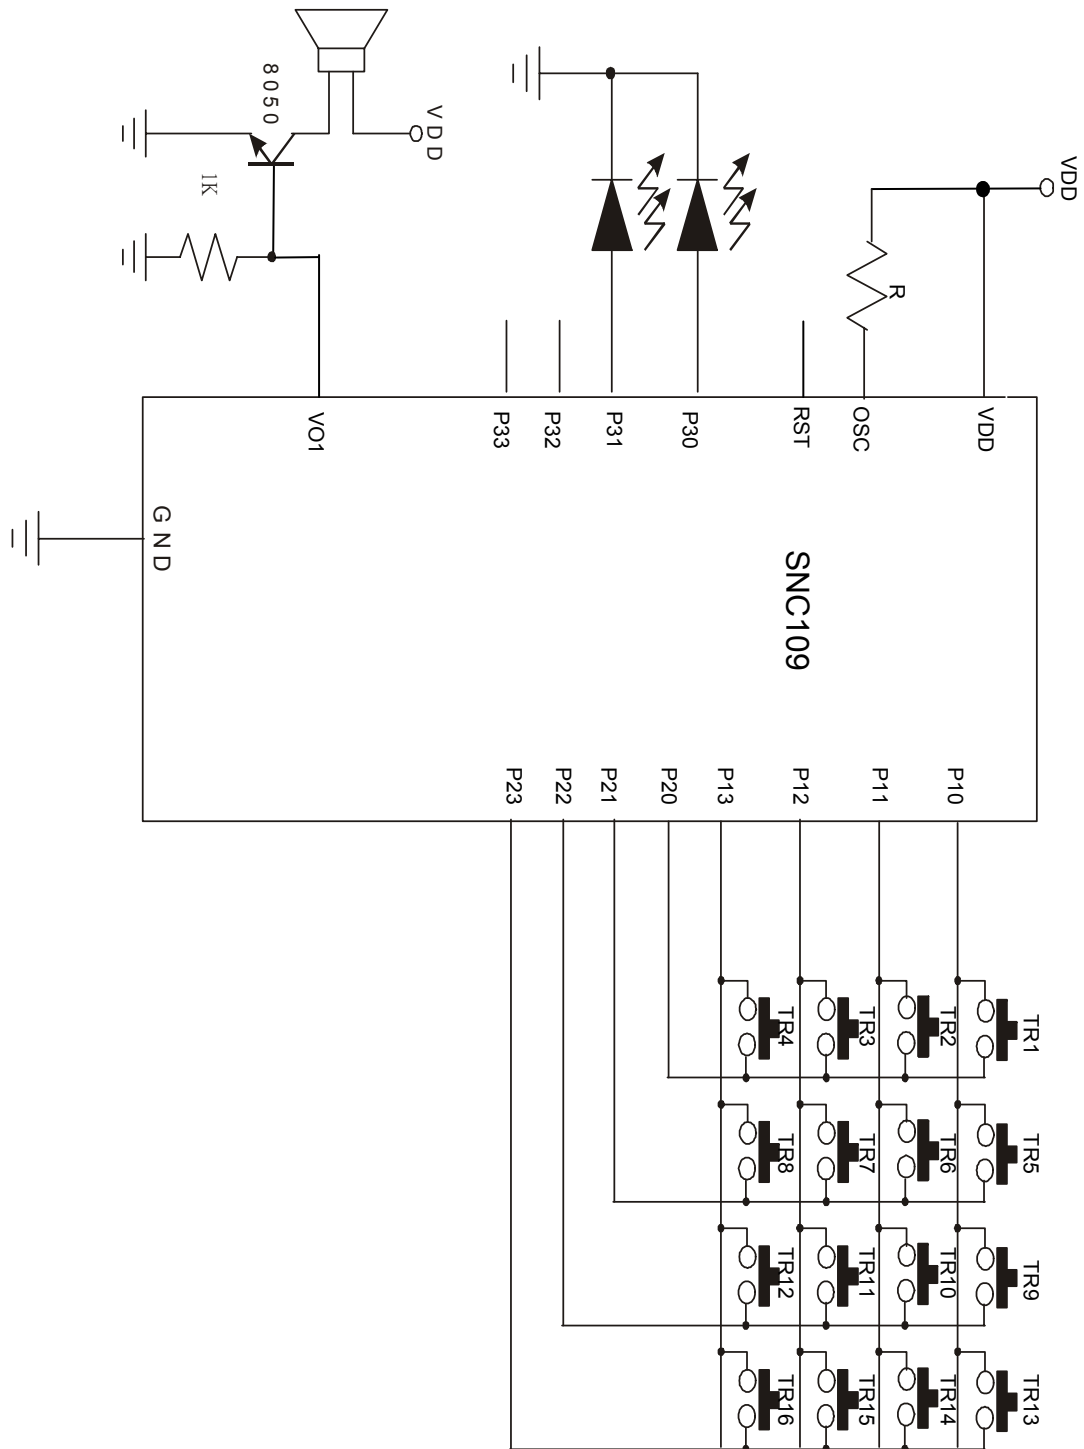 8050
VDD
1K
VDD
R
VO1
P33
P32
P31
P30
RST
OSC
VDD
GND
SNC109
P23
P22
P21
P20
P13
P12
P11
P10
TR4
TR3
TR2
TR1
TR8
TR7
TR6
TR5
TR12
TR11
TR10
TR9
TR16
TR15
TR14
TR13